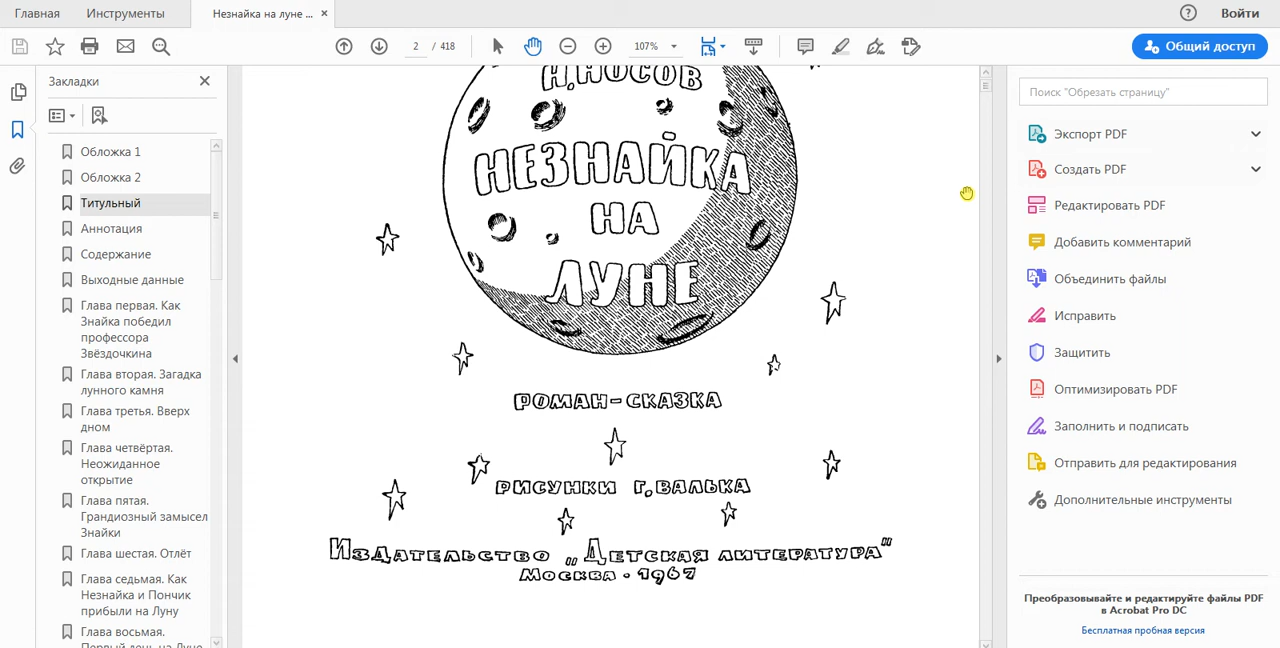 Главная
Инструменты
Незнайка на луне ...
Войти
2 / 418
107%
Общий доступ
Закладки
Обложка 1
Обложка 2
Титульный
Аннотация
Содержание
Выходные данные
Глава первая. Как
Знайка победил
профессора
Звёздочкина
Глава вторая. Загадка
лунного камня
Глава третья. Вверх
дном
Глава четвёртая.
Неожиданное
открытие
Глава пятая.
Грандиозный замысел
Знайки
Глава шестая. Отлёт
Глава седьмая. Как
Незнайка и Пончик
прибыли на Луну
Глава восьмая.
Первый день на Луне
Н. НОСОВ
НЕЗНАЙКА
НА
ЛУНЕ
РОМАН-СКАЗКА
РИСУНКИ Г. ВАЛЬКА
Издательство „Детская литература"
Москва · 1967
Поиск "Обрезать страницу"
Экспорт PDF
Создать PDF
Редактировать PDF
Добавить комментарий
Объединить файлы
Исправить
Защитить
Оптимизировать PDF
Заполнить и подписать
Отправить для редактирования
Дополнительные инструменты
Преобразовывайте и редактируйте файлы PDF
в Acrobat Pro DC
Бесплатная пробная версия